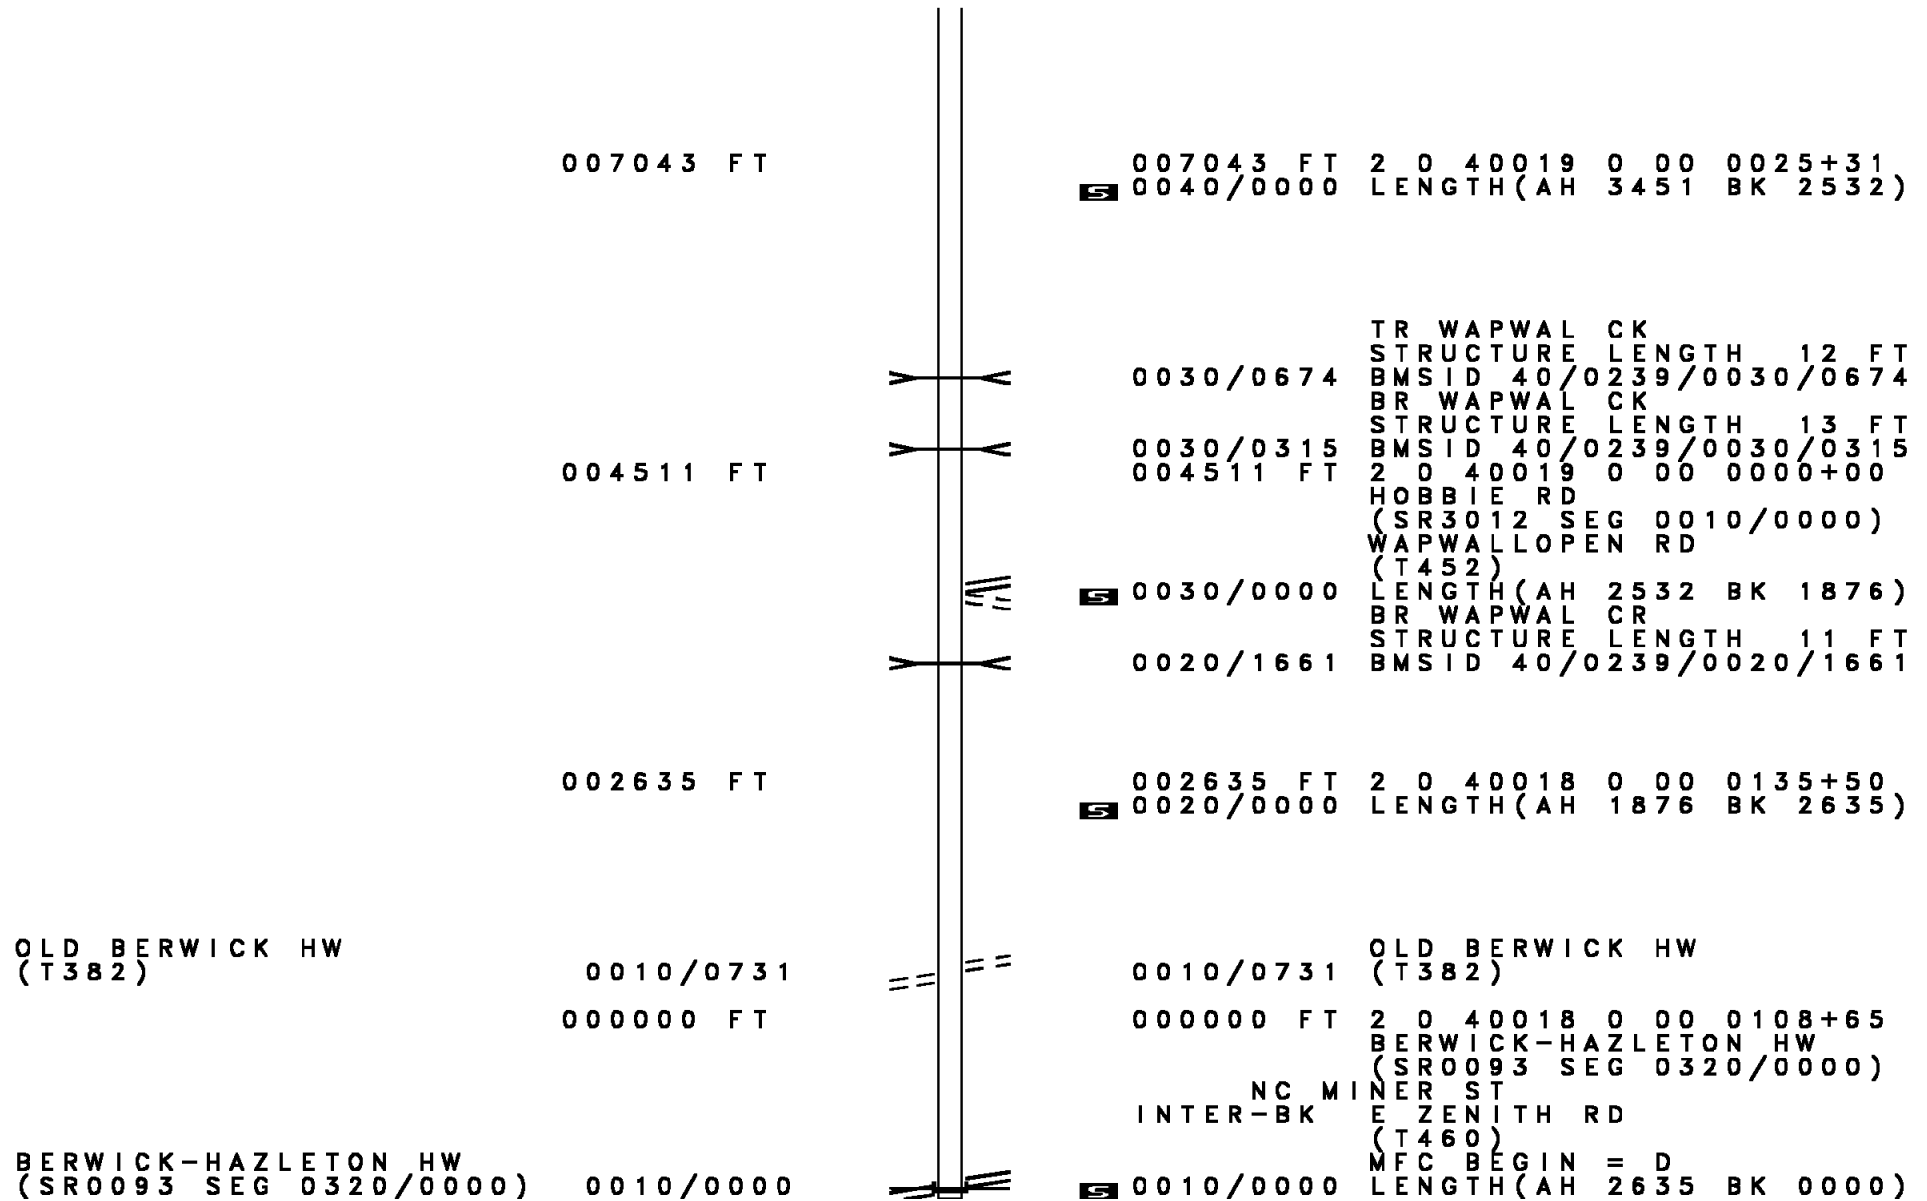 007043 FT 007043 FT 2 0 40019 0 00 0025+31
S 0040/0000 LENGTH(AH 3451 BK 2532)
TR WAPWAL CK
STRUCTURE LENGTH 12 FT
0030/0674 BMSID 40/0239/0030/0674
BR WAPWAL CK
STRUCTURE LENGTH 13 FT
0030/0315 BMSID 40/0239/0030/0315
004511 FT 004511 FT 2 0 40019 0 00 0000+00
HOBBIE RD
(SR3012 SEG 0010/0000)
WAPWALLOPEN RD
(T452)
S 0030/0000 LENGTH(AH 2532 BK 1876)
BR WAPWAL CR
STRUCTURE LENGTH 11 FT
0020/1661 BMSID 40/0239/0020/1661
002635 FT 002635 FT 2 0 40018 0 00 0135+50
S 0020/0000 LENGTH(AH 1876 BK 2635)
OLD BERWICK HW OLD BERWICK HW
(T382) 0010/0731 0010/0731 (T382)
000000 FT 000000 FT 2 0 40018 0 00 0108+65
BERWICK-HAZLETON HW
(SR0093 SEG 0320/0000)
NC MINER ST
INTER-BK E ZENITH RD
(T460)
BERWICK-HAZLETON HW MFC BEGIN = D
(SR0093 SEG 0320/0000) 0010/0000 S 0010/0000 LENGTH(AH 2635 BK 0000)